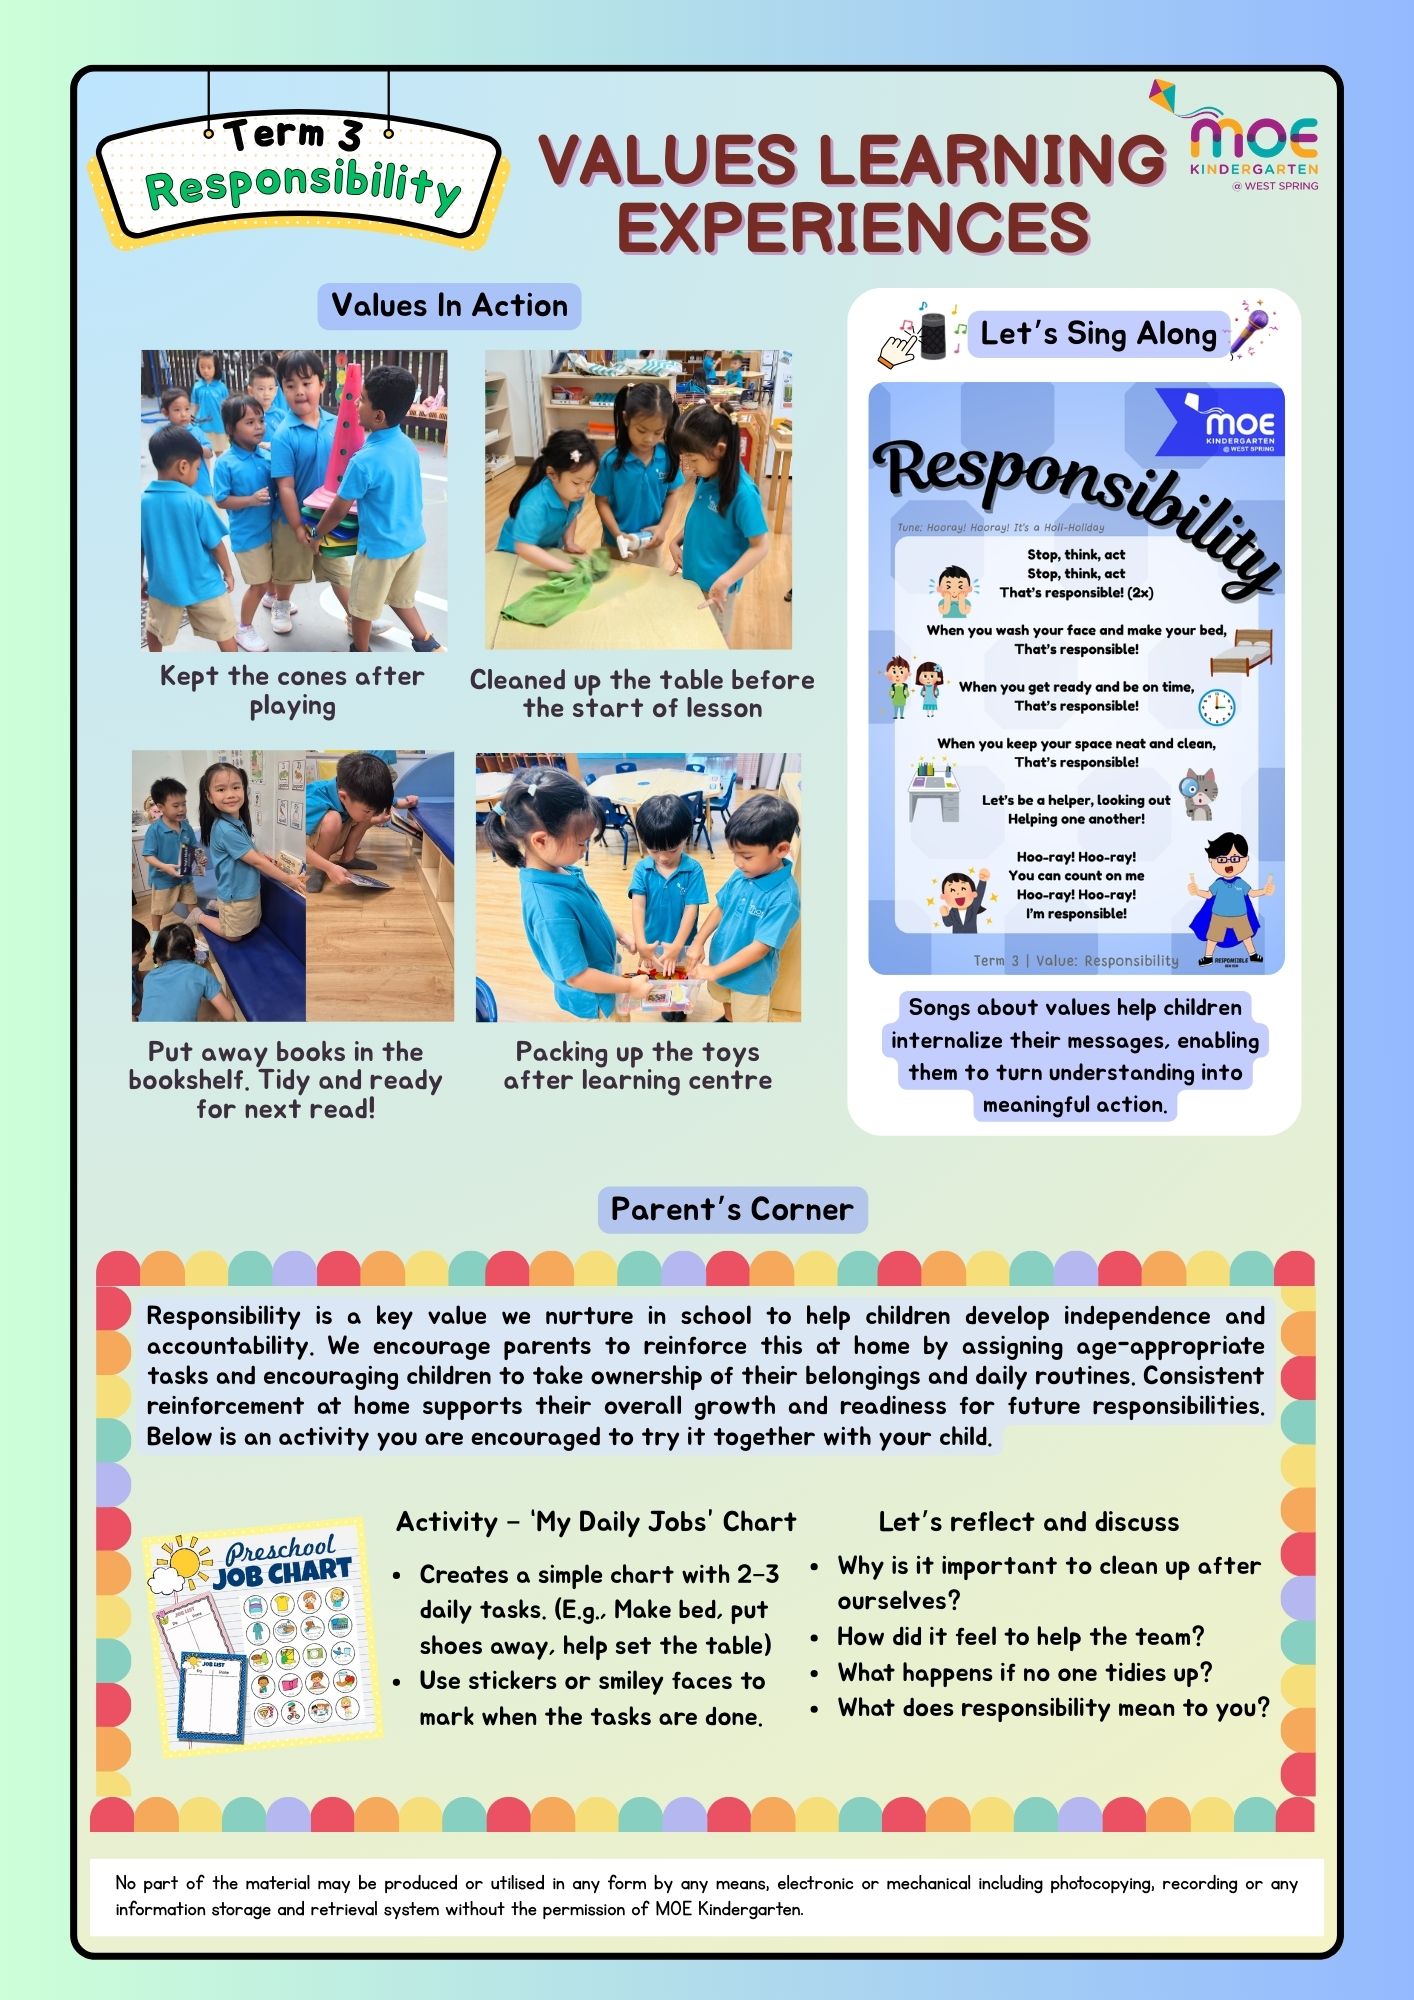 Term 3
Responsibility
VALUES LEARNING
EXPERIENCES
MOE
KINDERGARTEN
@ WEST SPRING
Values In Action
Kept the cones after
playing
Cleaned up the table before
the start of lesson
Put away books in the
bookshelf. Tidy and ready
for next read!
Packing up the toys
after learning centre
Let's Sing Along
MOE
KINDERGARTEN
@ WEST SPRING
Responsibility
Tune: Hooray! Hooray! It's a Holi-Holiday
Stop, think, act
Stop, think, act
That's responsible! (2x)
When you wash your face and make your bed,
That's responsible!
When you get ready and be on time,
That's responsible!
When you keep your space neat and clean,
That's responsible!
Let's be a helper, looking out
Helping one another!
Hoo-ray! Hoo-ray!
You can count on me
Hoo-ray! Hoo-ray!
I'm responsible!
RESPONSIBLE
Term 3 | Value: Responsibility
Songs about values help children
internalize their messages, enabling
them to turn understanding into
meaningful action.
Parent's Corner
Responsibility is a key value we nurture in school to help children develop independence and
accountability. We encourage parents to reinforce this at home by assigning age-appropriate
tasks and encouraging children to take ownership of their belongings and daily routines. Consistent
reinforcement at home supports their overall growth and readiness for future responsibilities.
Below is an activity you are encouraged to try it together with your child.
Preschool
JOB CHART
JOB LIST
JOB LIST
Activity – 'My Daily Jobs' Chart
• Creates a simple chart with 2–3
daily tasks. (E.g., Make bed, put
shoes away, help set the table)
• Use stickers or smiley faces to
mark when the tasks are done.
Let's reflect and discuss
• Why is it important to clean up after
ourselves?
• How did it feel to help the team?
• What happens if no one tidies up?
• What does responsibility mean to you?
No part of the material may be produced or utilised in any form by any means, electronic or mechanical including photocopying, recording or any
information storage and retrieval system without the permission of MOE Kindergarten.